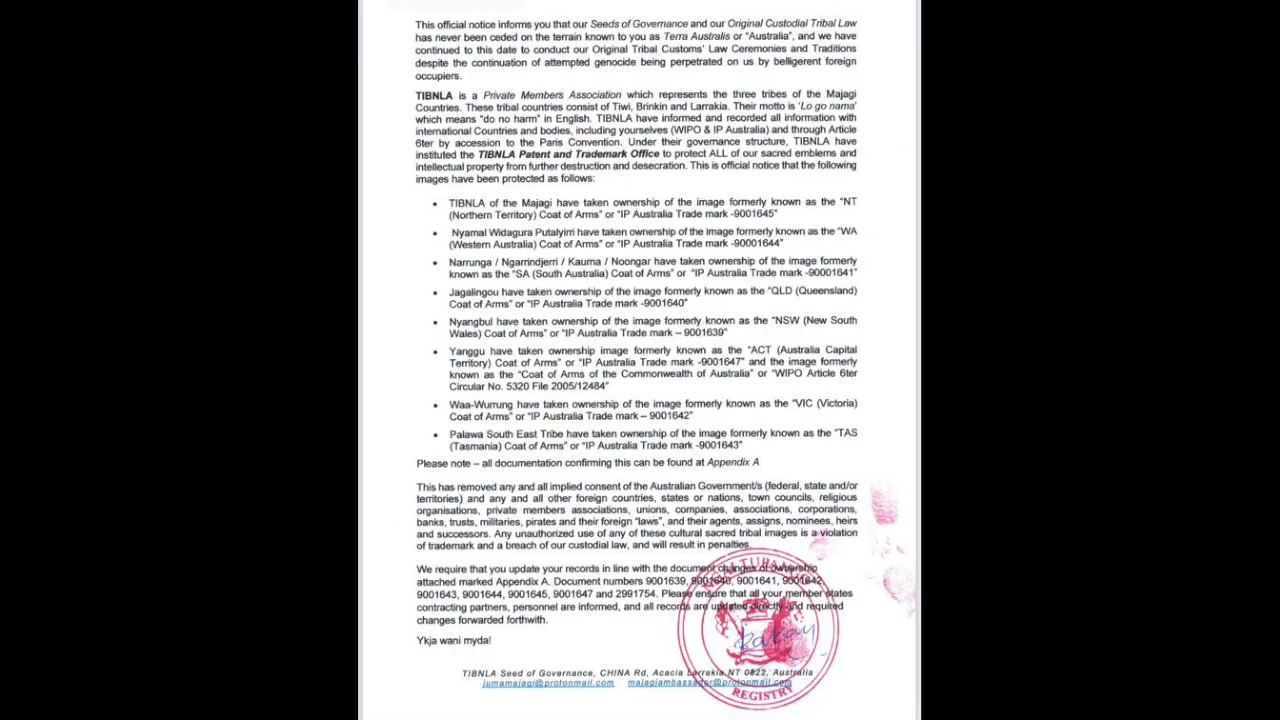 This official notice informs you that our Seeds of Governance and our Original Custodial Tribal Law
has never been ceded on the terrain known to you as Terra Australis or "Australia", and we have
continued to this date to conduct our Original Tribal Customs' Law Ceremonies and Traditions
despite the continuation of attempted genocide being perpetrated on us by belligerent foreign
occupiers.
TIBNLA is a Private Members Association which represents the three tribes of the Majagi
Countries. These tribal countries consist of Tiwi, Brinkin and Larrakia. Their motto is 'Lo go nama'
which means "do no harm" in English. TIBNLA have informed and recorded all information with
international Countries and bodies, including yourselves (WIPO & IP Australia) and through Article
6ter by accession to the Paris Convention. Under their governance structure, TIBNLA have
instituted the TIBNLA Patent and Trademark Office to protect ALL of our sacred emblems and
intellectual property from further destruction and desecration. This is official notice that the following
images have been protected as follows:
• TIBNLA of the Majagi have taken ownership of the image formerly known as the "NT
(Northern Territory) Coat of Arms" or "IP Australia Trade mark -9001645"
• Nyamal Widagura Putalyirri have taken ownership of the image formerly known as the "WA
(Western Australia) Coat of Arms" or "IP Australia Trade mark -90001644"
• Narrunga / Ngarrindjerri / Kaurna / Noongar have taken ownership of the image formerly
known as the "SA (South Australia) Coat of Arms" or "IP Australia Trade mark -90001641"
• Jagalingou have taken ownership of the image formerly known as the "QLD (Queensland)
Coat of Arms" or "IP Australia Trade mark -9001640"
• Nyangbul have taken ownership of the image formerly known as the "NSW (New South
Wales) Coat of Arms" or "IP Australia Trade mark – 9001639"
• Yanggu have taken ownership image formerly known as the "ACT (Australia Capital
Territory) Coat of Arms" or "IP Australia Trade mark -9001647" and the image formerly
known as the "Coat of Arms of the Commonwealth of Australia" or "WIPO Article 6ter
Circular No. 5320 File 2005/12484"
• Waa-Wurrung have taken ownership of the image formerly known as the "VIC (Victoria)
Coat of Arms" or "IP Australia Trade mark – 9001642"
• Palawa South East Tribe have taken ownership of the image formerly known as the "TAS
(Tasmania) Coat of Arms" or "IP Australia Trade mark -9001643"
Please note – all documentation confirming this can be found at Appendix A
This has removed any and all implied consent of the Australian Government/s (federal, state and/or
territories) and any and all other foreign countries, states or nations, town councils, religious
organisations, private members associations, unions, companies, associations, corporations,
banks, trusts, militaries, pirates and their foreign "laws", and their agents, assigns, nominees, heirs
and successors. Any unauthorized use of any of these cultural sacred tribal images is a violation
of trademark and a breach of our custodial law, and will result in penalties.
We require that you update your records in line with the document changes of ownership
attached marked Appendix A. Document numbers 9001639, 9001640, 9001641, 9001642,
9001643, 9001644, 9001645, 9001647 and 2991754. Please ensure that all your member states
contracting partners, personnel are informed, and all records are updated directly and required
changes forwarded forthwith.
Ykja wani myda!
TIBNLA Seed of Governance, CHINA Rd, Acacia Larrakia NT 0822, Australia
jumamajagi@protonmail.com majagiambassador@protonmail.com
REGISTRY